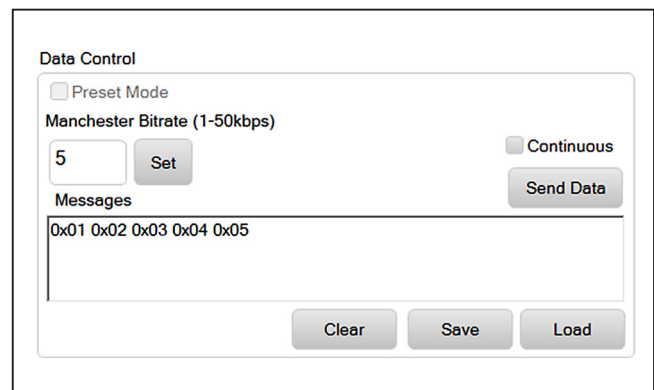 Data Control
Preset Mode
Manchester Bitrate (1-50kbps)
5
Set
Continuous
Send Data
Messages
0x01 0x02 0x03 0x04 0x05
Clear
Save
Load